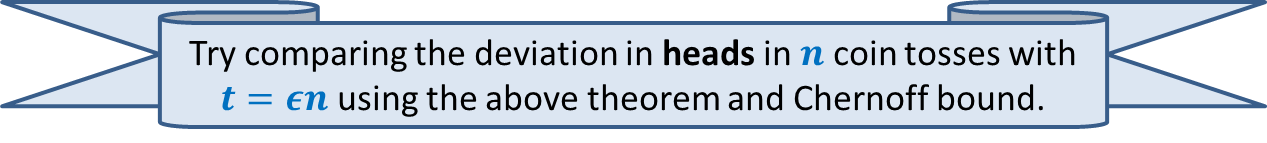 Try comparing the deviation in heads in n coin tosses with
t = ϵn using the above theorem and Chernoff bound.